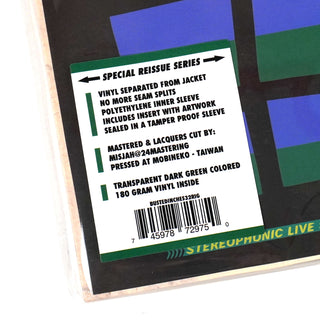 SPECIAL REISSUE SERIES
VINYL SEPARATED FROM JACKET
NO MORE SEAM SPLITS
POLYETHYLENE INNER SLEEVE
INCLUDES INSERT WITH ARTWORK
SEALED IN A TAMPER PROOF SLEEVE
MASTERED & LACQUERS CUT BY:
MISJAH@24MASTERING
PRESSED AT MOBINEKO - TAIWAN
TRANSPARENT DARK GREEN COLORED
180 GRAM VINYL INSIDE
BUSTEDINCHES32RIG
7 45978 72975 0
STEREOPHONIC LIVE